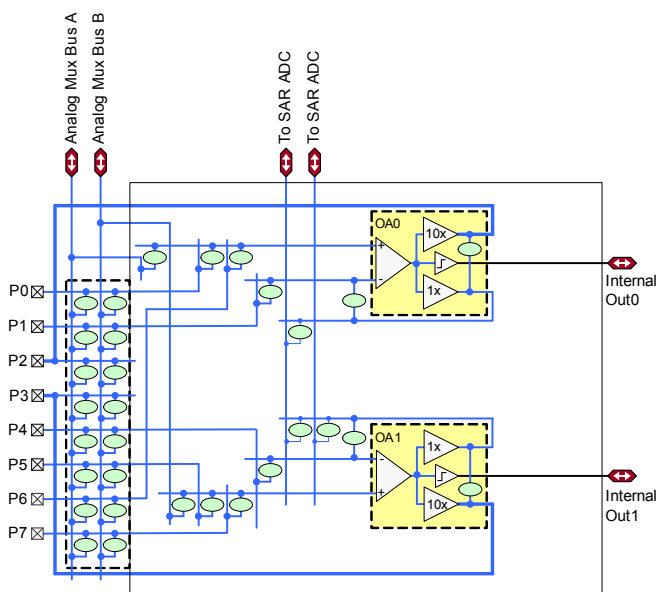 Analog Mux Bus A
Analog Mux Bus B
To SAR ADC
To SAR ADC
OA0
10x
+
-
1x
Internal
Out0
P0
P1
P2
P3
P4
P5
P6
P7
OA1
1x
-
+
10x
Internal
Out1